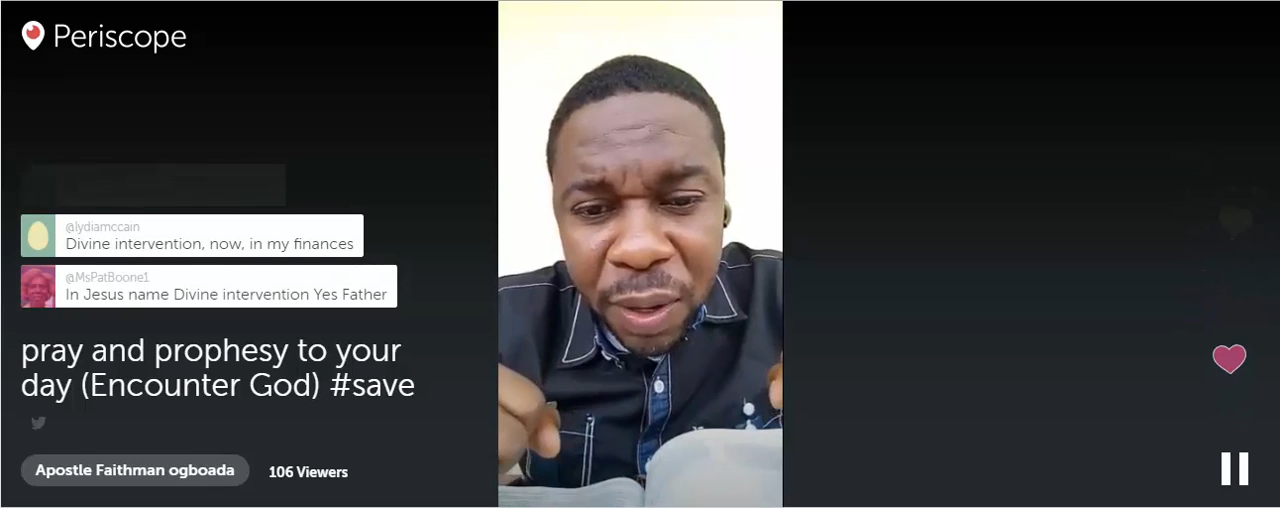 Periscope
@lydiamccain
Divine intervention, now, in my finances
@MsPatBoone1
In Jesus name Divine intervention Yes Father
pray and prophesy to your
day (Encounter God) #save
Apostle Faithman ogboada
106 Viewers